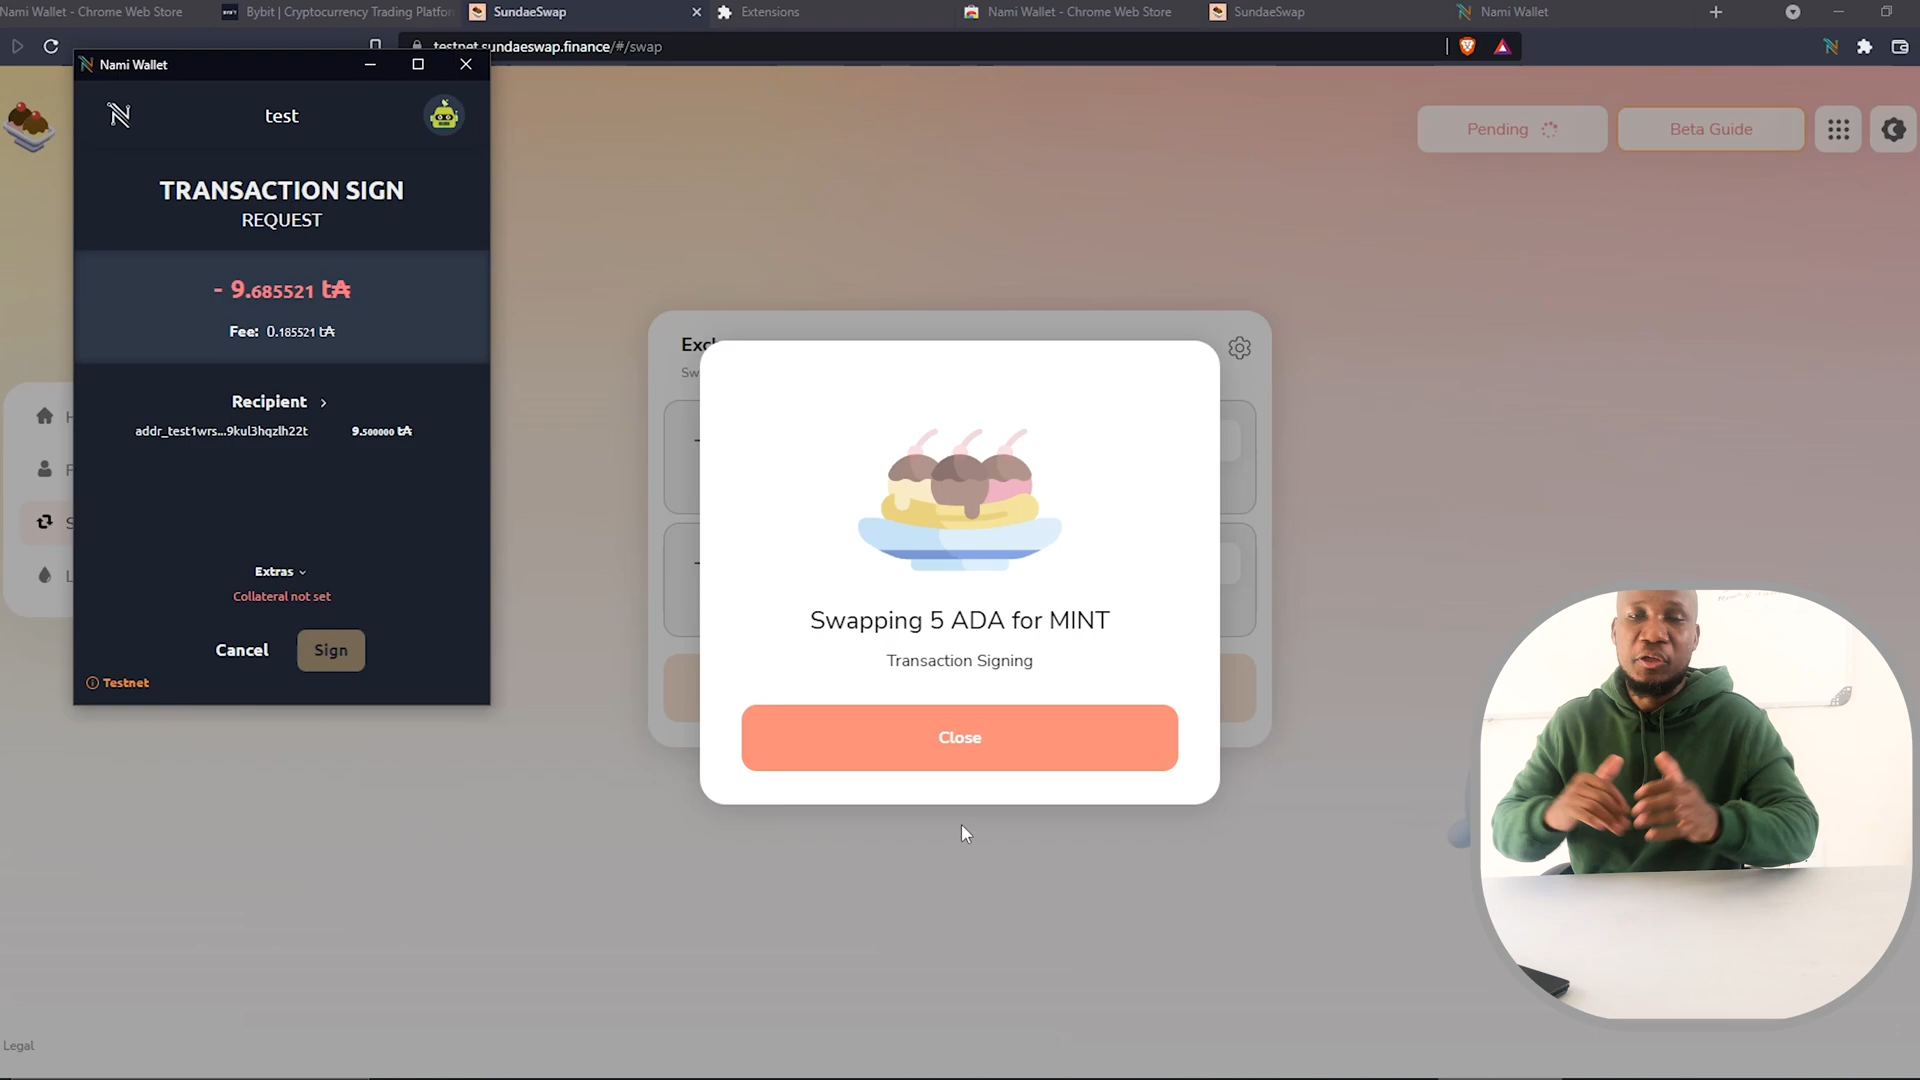 Nami Wallet - Chrome Web Store
Bybit | Cryptocurrency Trading Platfor
SundaeSwap
Extensions
Nami Wallet - Chrome Web Store
SundaeSwap
Nami Wallet
testnet.sundaeswap.finance/#/swap
Nami Wallet
test
TRANSACTION SIGN
REQUEST
- 9.685521 t₳
Fee: 0.185521 t₳
Recipient >
addr_test1wrs...9kul3hqzlh22t 9.500000 t₳
Extras
Collateral not set
Cancel
Sign
Testnet
Pending
Beta Guide
Swapping 5 ADA for MINT
Transaction Signing
Close
Legal